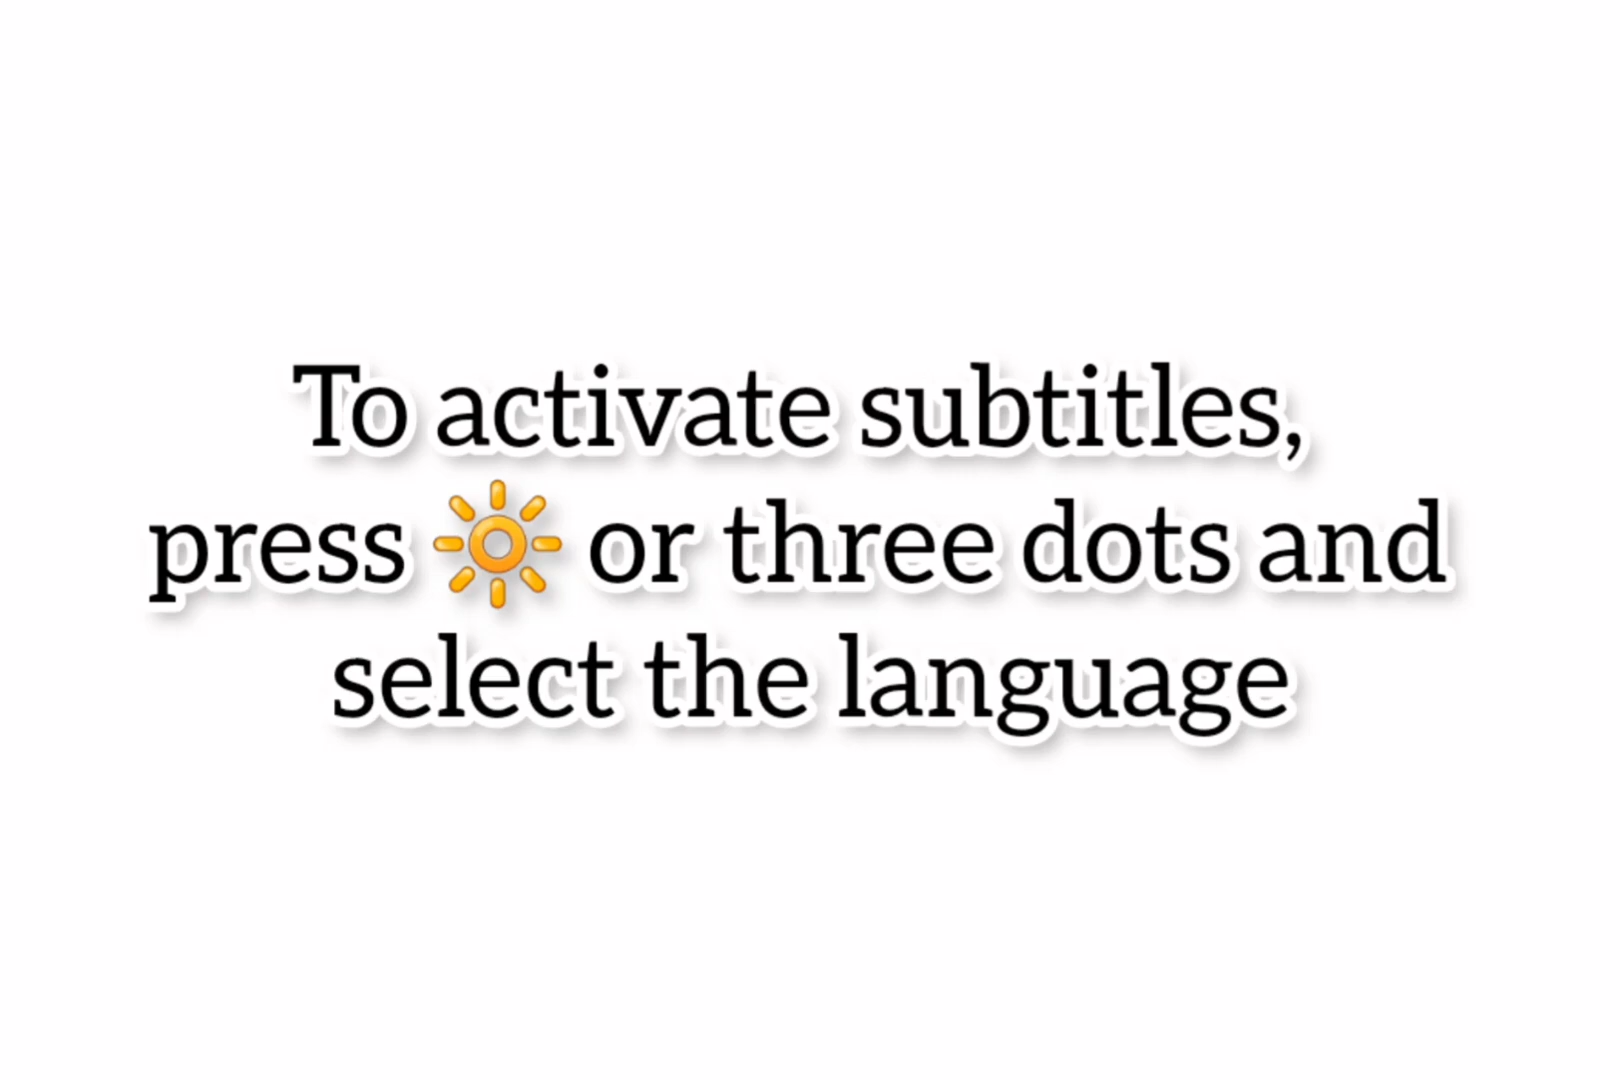 To activate subtitles,
press 🔆 or three dots and
select the language